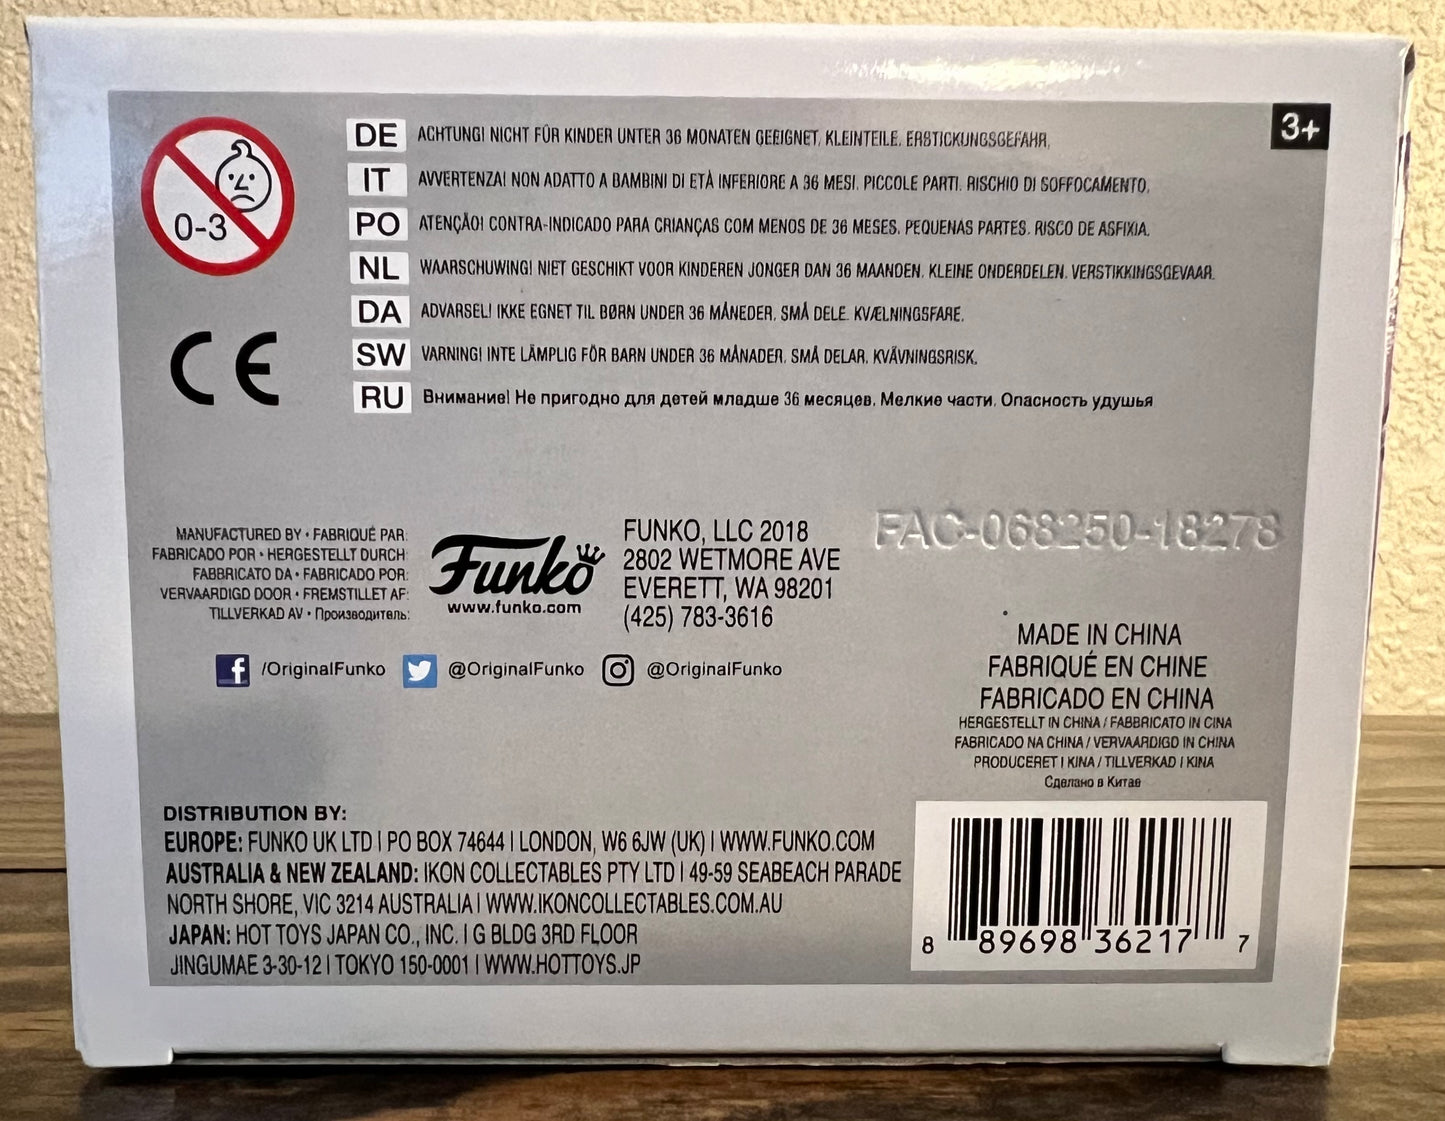 0-3
3+
DE ACHTUNG! NICHT FÜR KINDER UNTER 36 MONATEN GEEIGNET. KLEINTEILE. ERSTICKUNGSGEFAHR.
IT AVVERTENZA! NON ADATTO A BAMBINI DI ETÀ INFERIORE A 36 MESI. PICCOLE PARTI. RISCHIO DI SOFFOCAMENTO.
PO ATENÇÃO! CONTRA-INDICADO PARA CRIANÇAS COM MENOS DE 36 MESES. PEQUENAS PARTES. RISCO DE ASFIXIA.
NL WAARSCHUWING! NIET GESCHIKT VOOR KINDEREN JONGER DAN 36 MAANDEN. KLEINE ONDERDELEN. VERSTIKKINGSGEVAAR.
DA ADVARSEL! IKKE EGNET TIL BØRN UNDER 36 MÅNEDER. SMÅ DELE. KVÆLNINGSFARE.
SW VARNING! INTE LÄMPLIG FÖR BARN UNDER 36 MÅNADER. SMÅ DELAR. KVÄVNINGSRISK.
RU Внимание! Не пригодно для детей младше 36 месяцев. Мелкие части. Опасность удушья
CE
MANUFACTURED BY • FABRIQUÉ PAR:
FABRICADO POR • HERGESTELLT DURCH:
FABBRICATO DA • FABRICADO POR:
VERVAARDIGD DOOR • FREMSTILLET AF:
TILLVERKAD AV • Производитель:
Funko
www.funko.com
FUNKO, LLC 2018
2802 WETMORE AVE
EVERETT, WA 98201
(425) 783-3616
FAC-068250-18278
/OriginalFunko @OriginalFunko @OriginalFunko
MADE IN CHINA
FABRIQUÉ EN CHINE
FABRICADO EN CHINA
HERGESTELLT IN CHINA / FABBRICATO IN CINA
FABRICADO NA CHINA / VERVAARDIGD IN CHINA
PRODUCERET I KINA / TILLVERKAD I KINA
Сделано в Китае
DISTRIBUTION BY:
EUROPE: FUNKO UK LTD | PO BOX 74644 | LONDON, W6 6JW (UK) | WWW.FUNKO.COM
AUSTRALIA & NEW ZEALAND: IKON COLLECTABLES PTY LTD | 49-59 SEABEACH PARADE
NORTH SHORE, VIC 3214 AUSTRALIA | WWW.IKONCOLLECTABLES.COM.AU
JAPAN: HOT TOYS JAPAN CO., INC. | G BLDG 3RD FLOOR
JINGUMAE 3-30-12 | TOKYO 150-0001 | WWW.HOTTOYS.JP
8 89698 36217 7